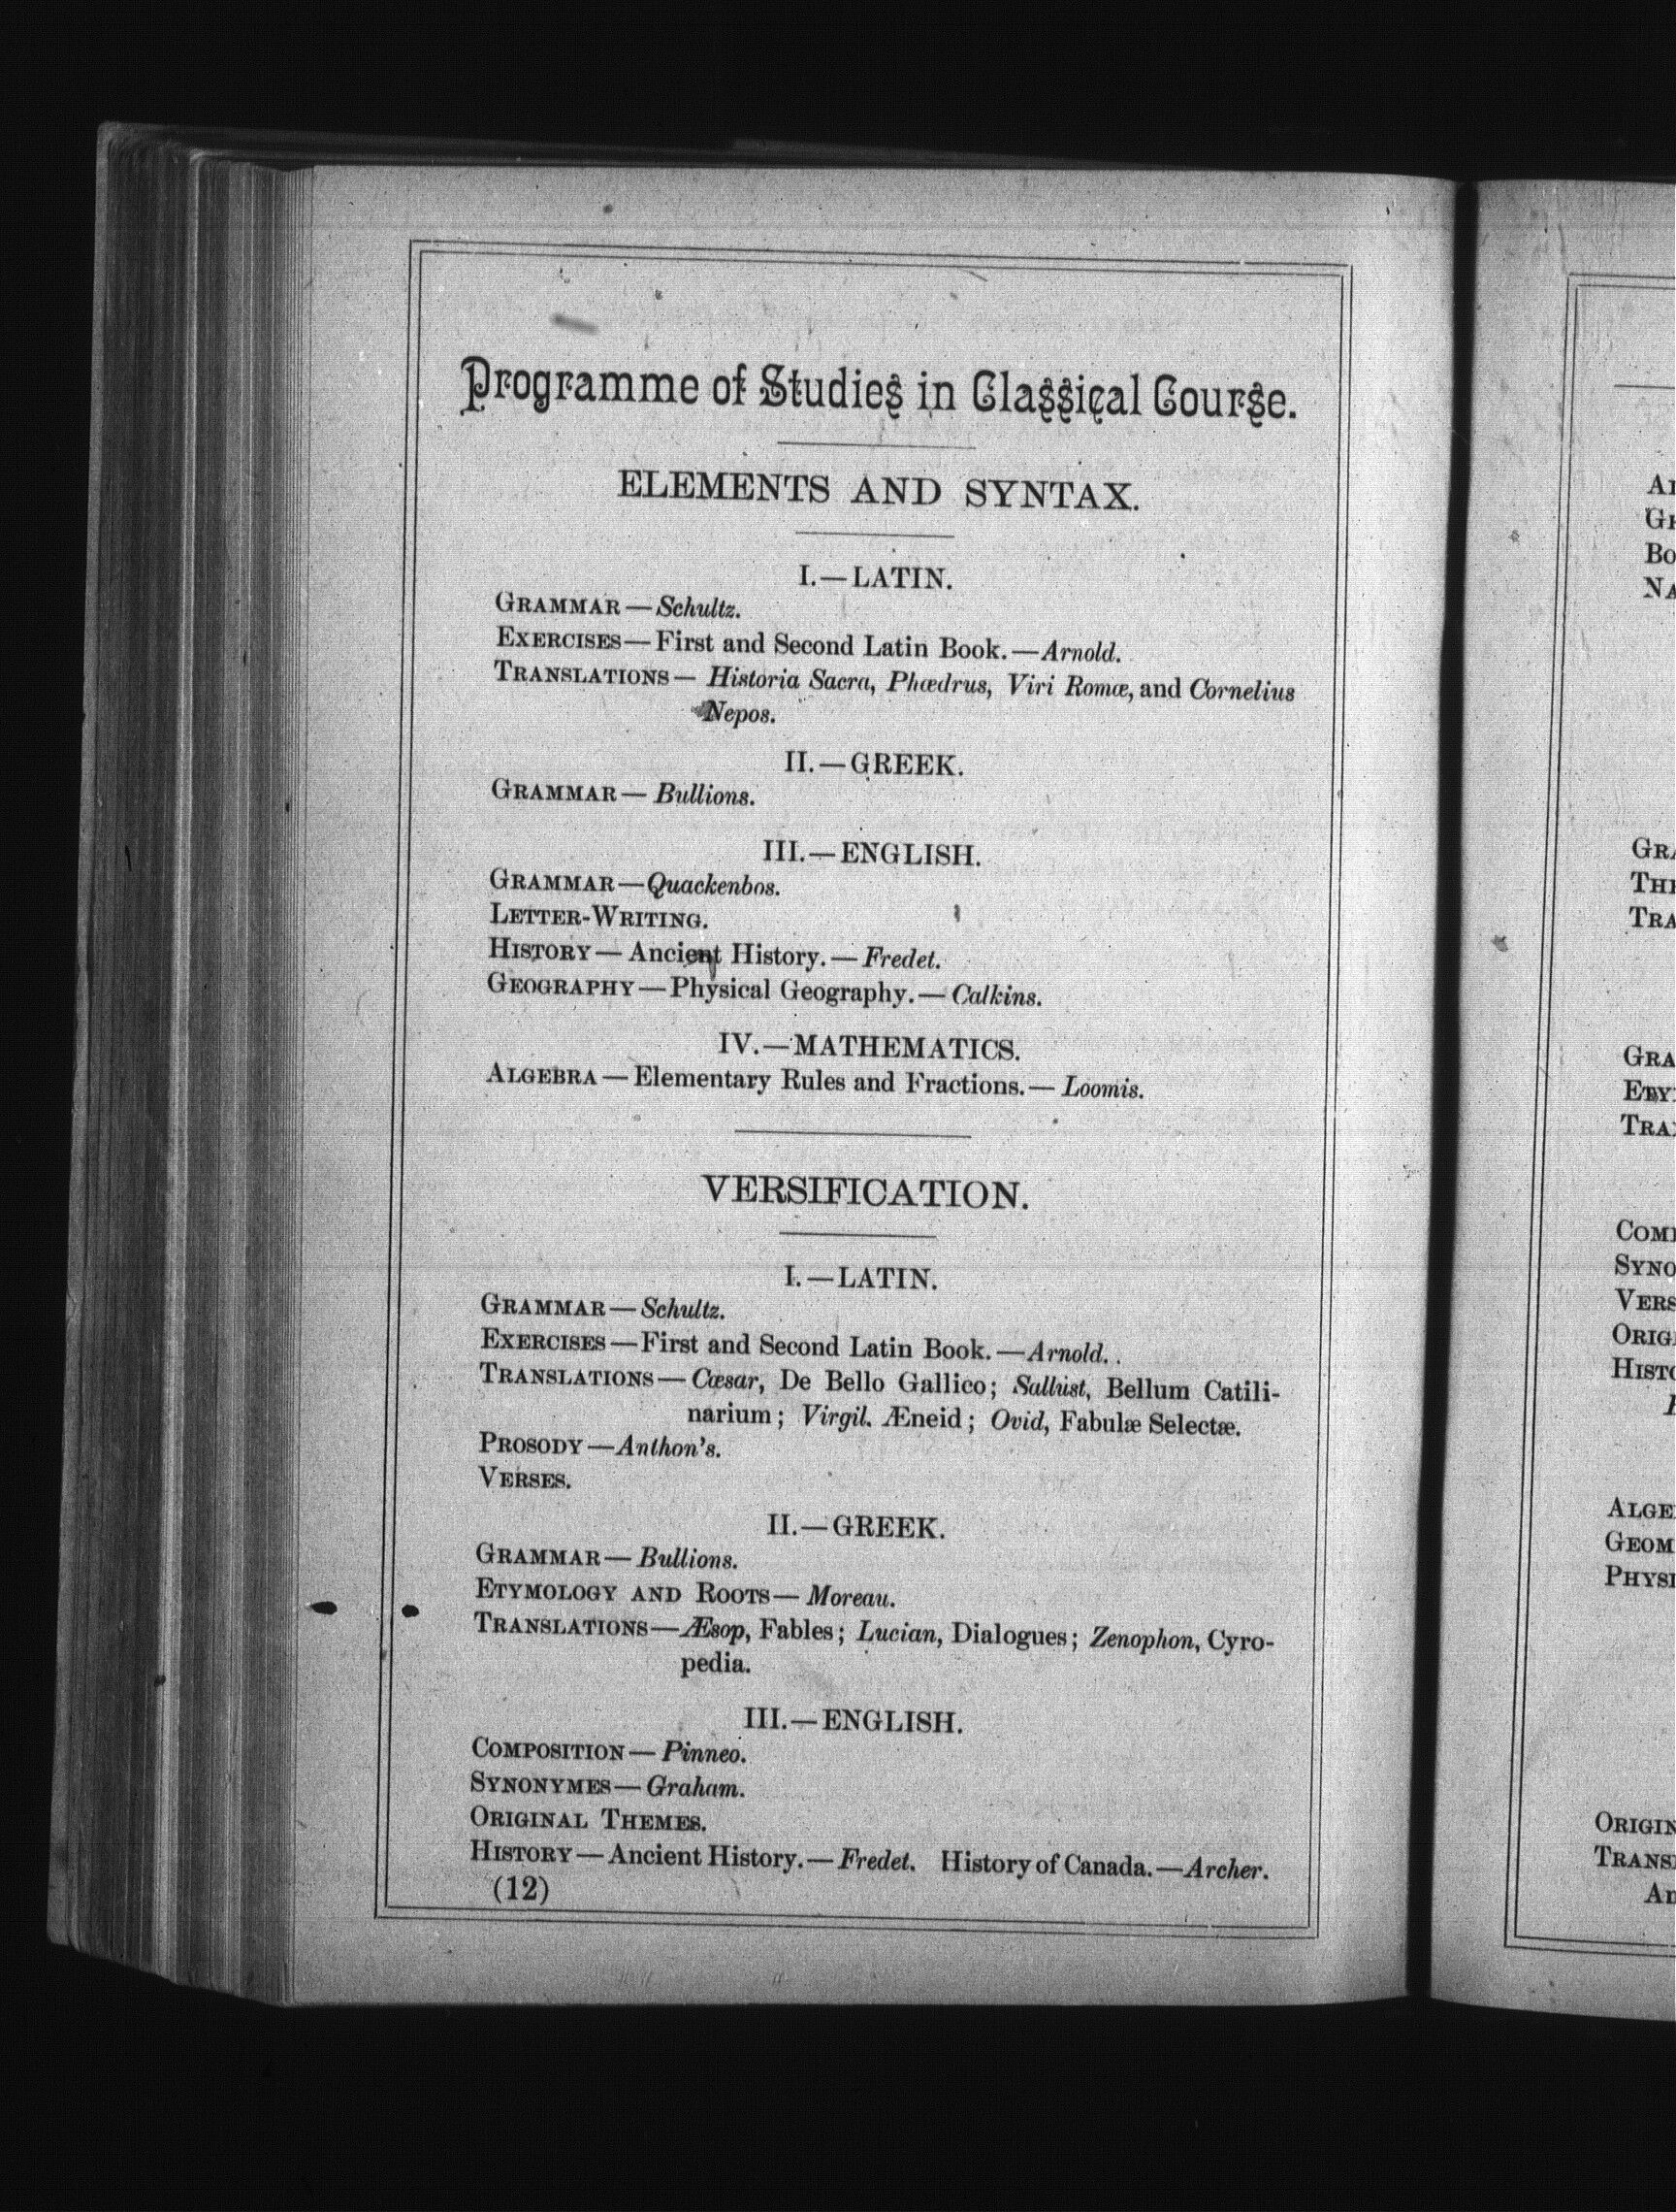 Programme of Studies in Classical Course.
ELEMENTS AND SYNTAX.
I.—LATIN.
GRAMMAR—Schultz.
EXERCISES—First and Second Latin Book.—Arnold.
TRANSLATIONS—Historia Sacra, Phædrus, Viri Romæ, and Cornelius
Nepos.
II.—GREEK.
GRAMMAR—Bullions.
III.—ENGLISH.
GRAMMAR—Quackenbos.
LETTER-WRITING.
HISTORY—Ancient History.—Fredet.
GEOGRAPHY—Physical Geography.—Calkins.
IV.—MATHEMATICS.
ALGEBRA—Elementary Rules and Fractions.—Loomis.
VERSIFICATION.
I.—LATIN.
GRAMMAR—Schultz.
EXERCISES—First and Second Latin Book.—Arnold.
TRANSLATIONS—Cæsar, De Bello Gallico; Sallust, Bellum Catili-
narium; Virgil. Æneid; Ovid, Fabulæ Selectæ.
PROSODY—Anthon's.
VERSES.
II.—GREEK.
GRAMMAR—Bullions.
ETYMOLOGY AND ROOTS—Moreau.
TRANSLATIONS—Æsop, Fables; Lucian, Dialogues; Zenophon, Cyro-
pedia.
III.—ENGLISH.
COMPOSITION—Pinneo.
SYNONYMES—Graham.
ORIGINAL THEMES.
HISTORY—Ancient History.—Fredet. History of Canada.—Archer.
(12)